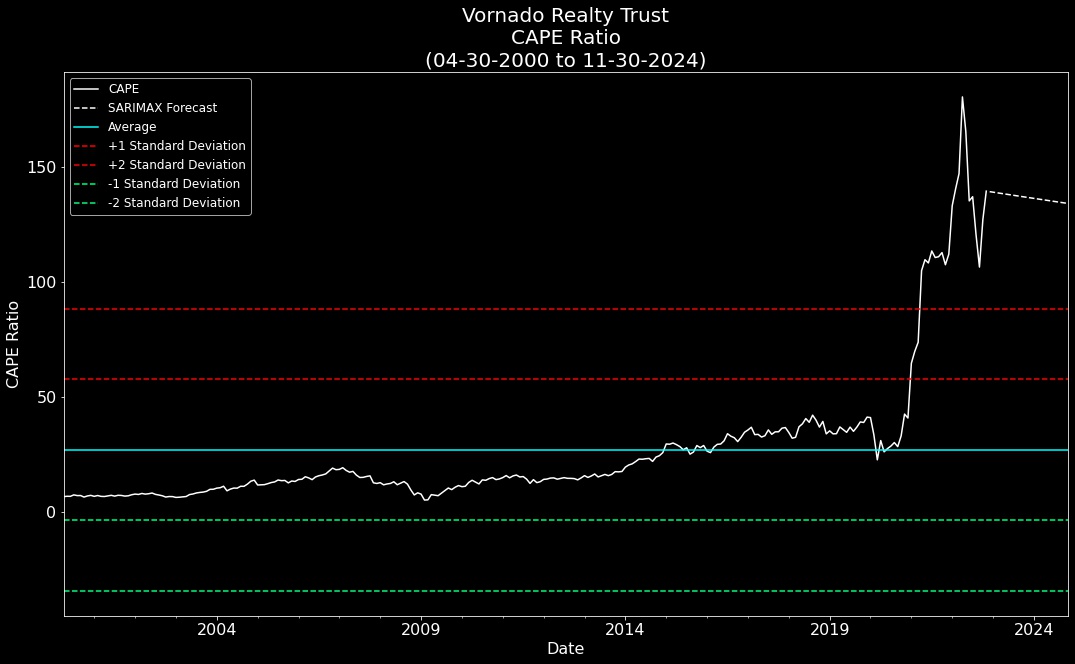 Vornado Realty Trust
CAPE Ratio
(04-30-2000 to 11-30-2024)
CAPE
SARIMAX Forecast
Average
+1 Standard Deviation
+2 Standard Deviation
-1 Standard Deviation
-2 Standard Deviation
150
100
50
0
CAPE Ratio
2004 2009 2014 2019 2024
Date